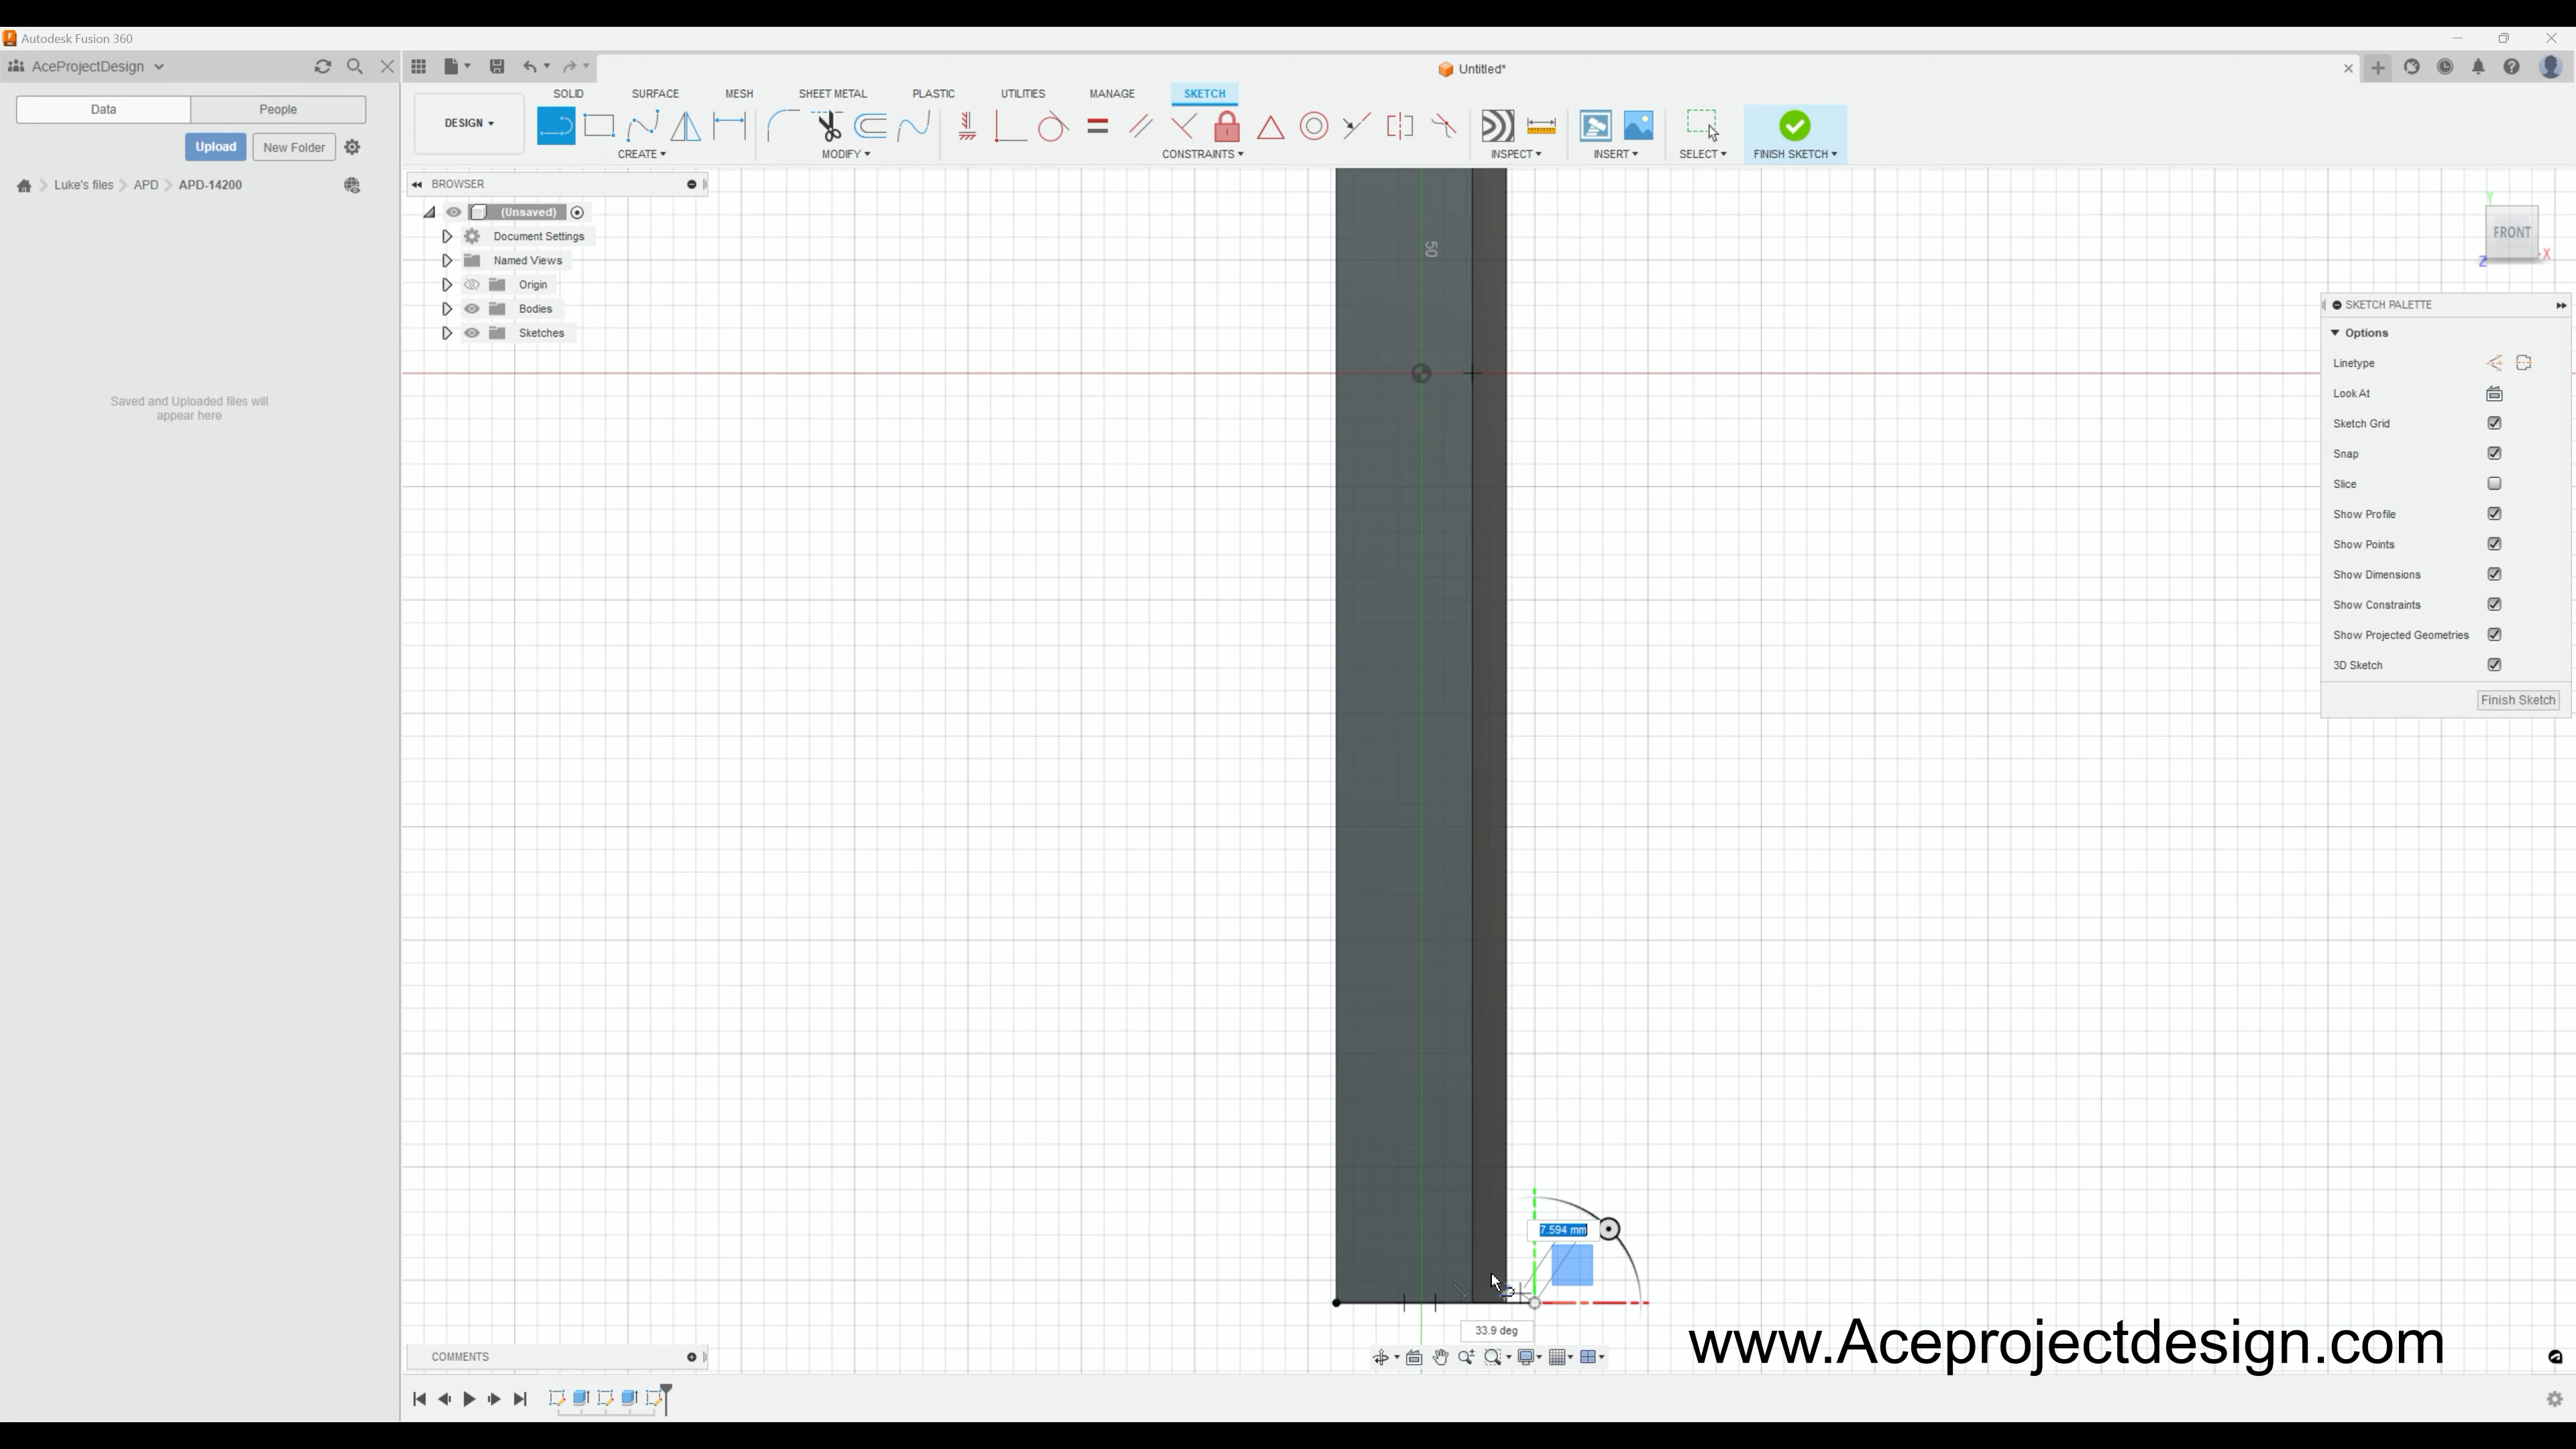 Autodesk Fusion 360
AceProjectDesign
Untitled*
Data
People
Upload
New Folder
Luke's files
APD
APD-14200
Saved and Uploaded files will
appear here
DESIGN
SOLID
SURFACE
MESH
SHEET METAL
PLASTIC
UTILITIES
MANAGE
SKETCH
CREATE
MODIFY
CONSTRAINTS
INSPECT
INSERT
SELECT
FINISH SKETCH
BROWSER
(Unsaved)
Document Settings
Named Views
Origin
Bodies
Sketches
50
Y
FRONT
X
Z
SKETCH PALETTE
Options
Linetype
Look At
Sketch Grid
Snap
Slice
Show Profile
Show Points
Show Dimensions
Show Constraints
Show Projected Geometries
3D Sketch
Finish Sketch
7.594 mm
33.9 deg
www.Aceprojectdesign.com
COMMENTS